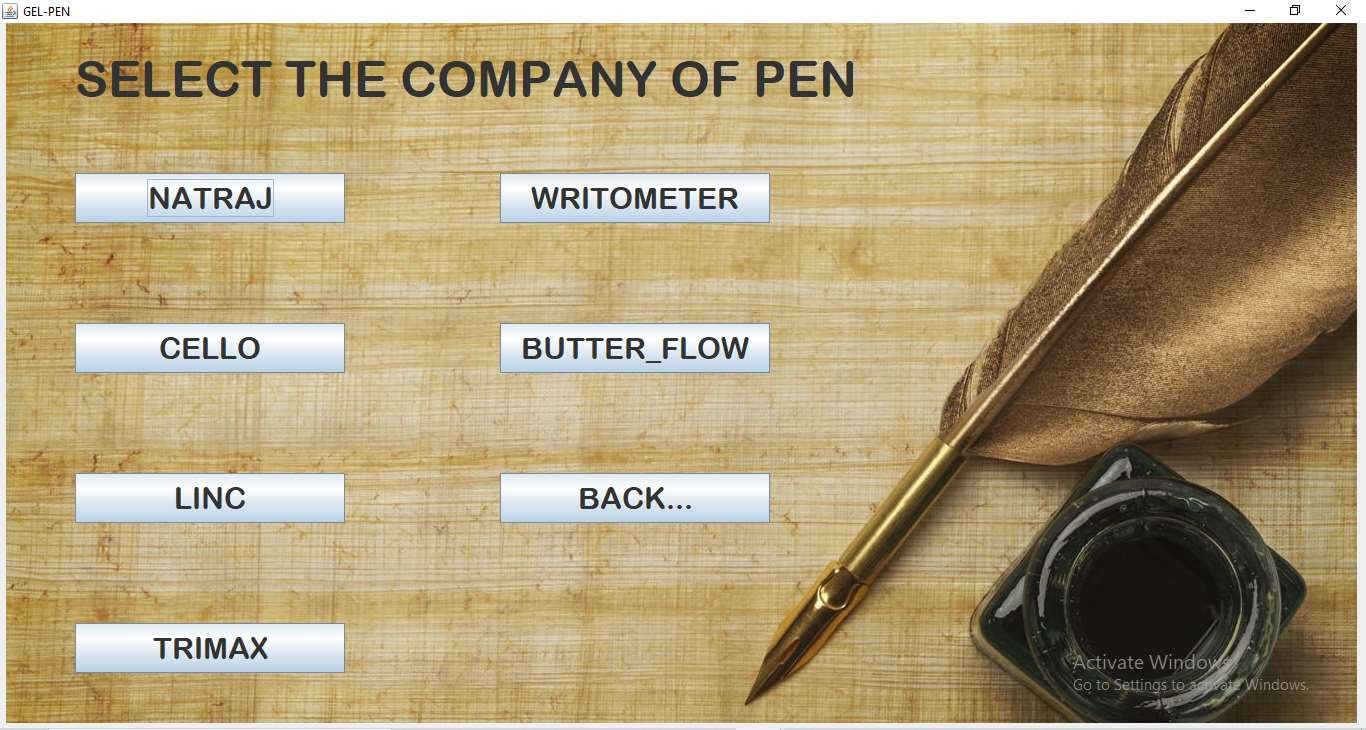 GEL-PEN
SELECT THE COMPANY OF PEN
NATRAJ
WRITOMETER
CELLO
BUTTER_FLOW
LINC
BACK...
TRIMAX
Activate Windows
Go to Settings to activate Windows.